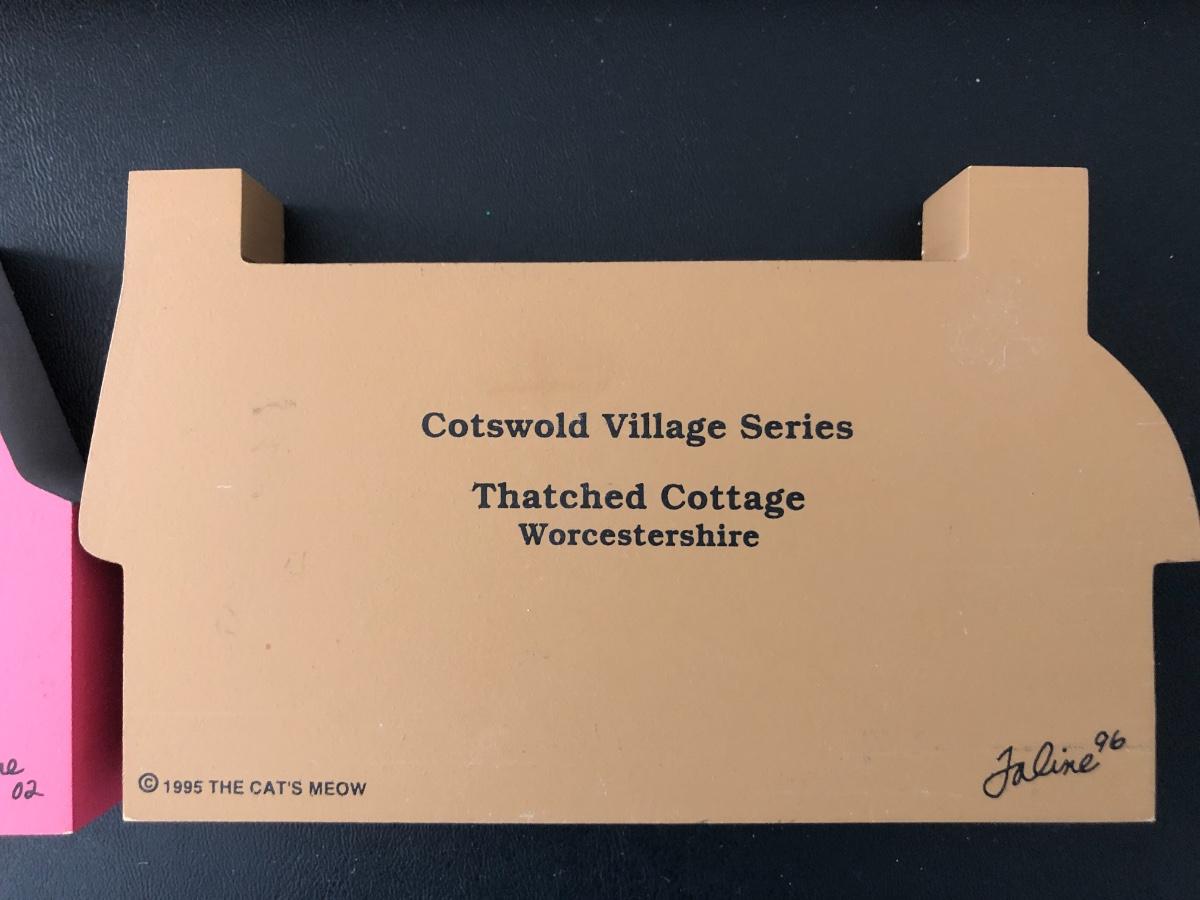 Cotswold Village Series
Thatched Cottage
Worcestershire
© 1995 THE CAT'S MEOW
Faline 96
02